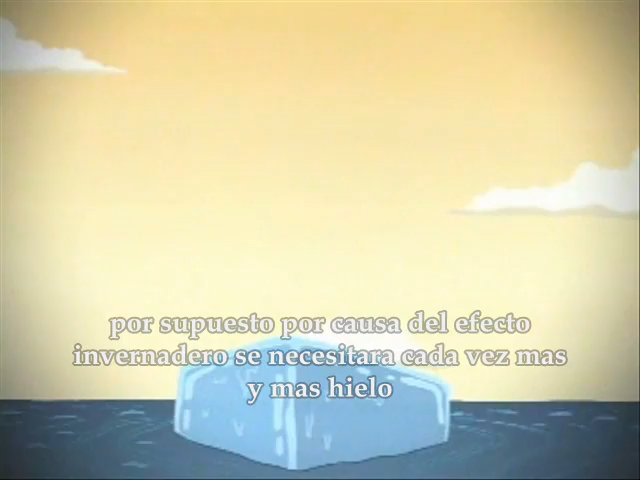 por supuesto por causa del efecto
invernadero se necesitara cada vez mas
y mas hielo